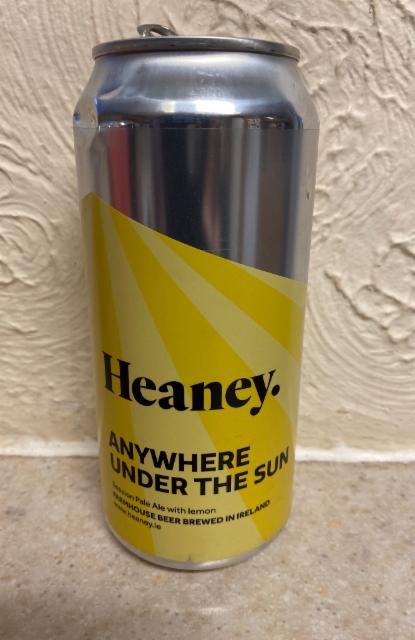 Heaney.
ANYWHERE
UNDER THE SUN
Session Pale Ale with lemon
FARMHOUSE BEER BREWED IN IRELAND
www.heaney.ie